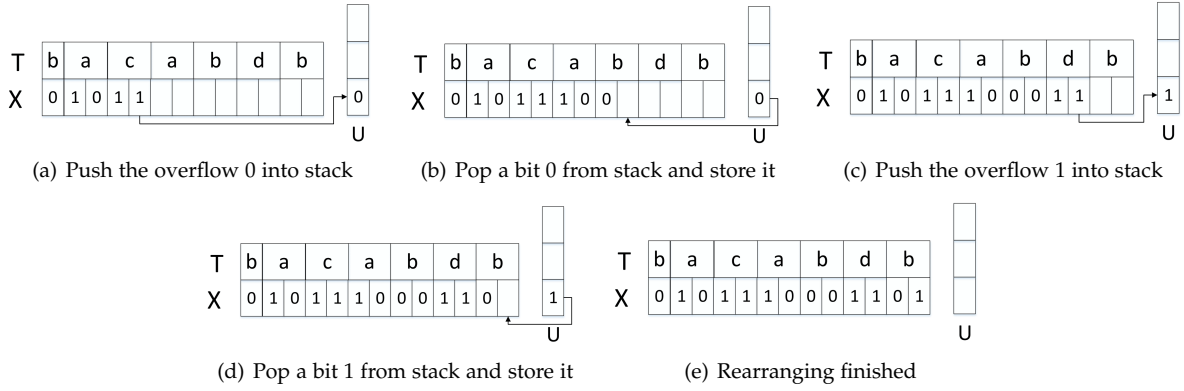 T b a c a b d b
X 0 1 0 1 1 0
U
(a) Push the overflow 0 into stack
T b a c a b d b
X 0 1 0 1 1 1 0 0 0
U
(b) Pop a bit 0 from stack and store it
T b a c a b d b
X 0 1 0 1 1 1 0 0 0 1 1 1
U
(c) Push the overflow 1 into stack
T b a c a b d b
X 0 1 0 1 1 1 0 0 0 1 1 0 1
U
(d) Pop a bit 1 from stack and store it
T b a c a b d b
X 0 1 0 1 1 1 0 0 0 1 1 0 1
U
(e) Rearranging finished